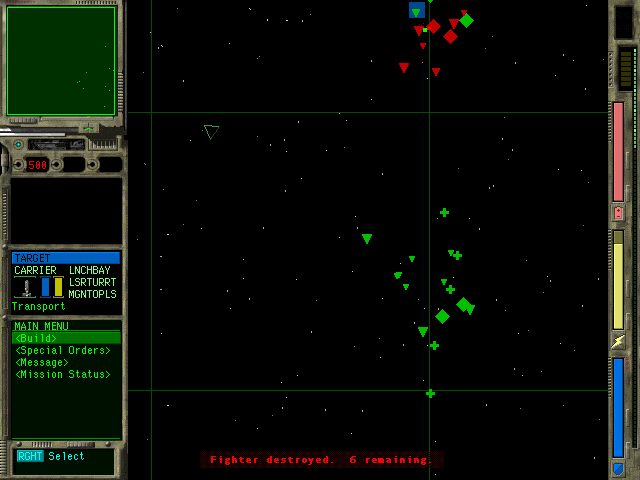 500
TARGET
CARRIER LNCHBAY
LSRTURRT
MGNTOPLS
Transport
MAIN MENU
<Build>
<Special Orders>
<Message>
<Mission Status>
RGHT Select
Fighter destroyed. G remaining.